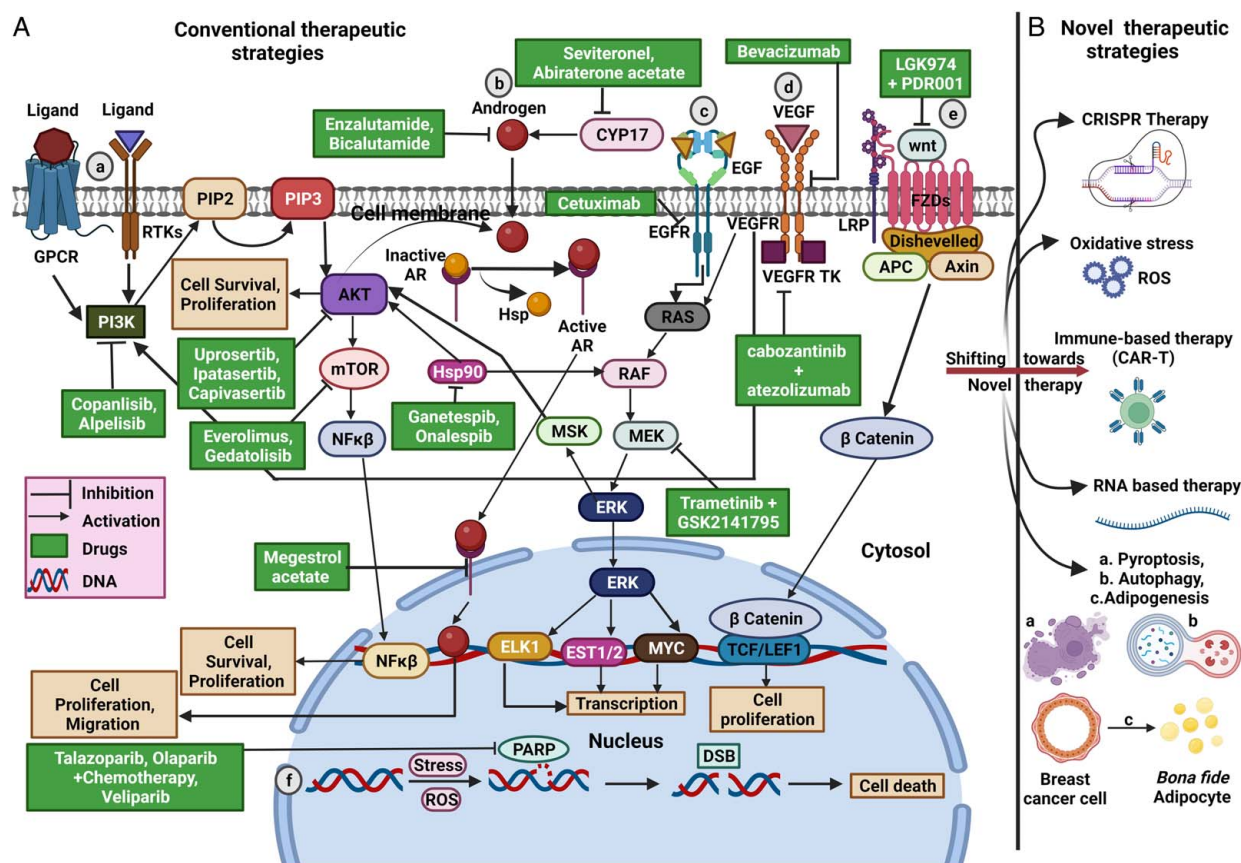 A
Conventional therapeutic
strategies
Ligand
Ligand
a
GPCR
RTKs
PIP2
PIP3
PI3K
Cell Survival,
Proliferation
AKT
Uprosertib,
Ipatasertib,
Capivasertib
mTOR
Copanlisib,
Alpelisib
Everolimus,
Gedatolisib
NFκβ
Enzalutamide,
Bicalutamide
b
Androgen
Seviteronel,
Abiraterone acetate
CYP17
Cell membrane
Inactive
AR
Hsp
Active
AR
Hsp90
Ganetespib,
Onalespib
c
EGF
Cetuximab
EGFR
VEGFR
RAS
RAF
MSK
MEK
ERK
Trametinib +
GSK2141795
Bevacizumab
d
VEGF
VEGFR TK
cabozantinib
+
atezolizumab
LGK974
+ PDR001
e
wnt
LRP
FZDs
Dishevelled
APC
Axin
β Catenin
Cytosol
Inhibition
Activation
Drugs
DNA
Megestrol
acetate
ERK
β Catenin
NFκβ
ELK1
EST1/2
MYC
TCF/LEF1
Cell
Survival,
Proliferation
Cell
Proliferation,
Migration
Transcription
Cell
proliferation
Nucleus
Talazoparib, Olaparib
+Chemotherapy,
Veliparib
f
Stress
ROS
PARP
DSB
Cell death
B
Novel therapeutic
strategies
CRISPR Therapy
Oxidative stress
ROS
Immune-based therapy
(CAR-T)
Shifting towards
Novel therapy
RNA based therapy
a. Pyroptosis,
b. Autophagy,
c.Adipogenesis
a
b
c
Breast
cancer cell
Bona fide
Adipocyte